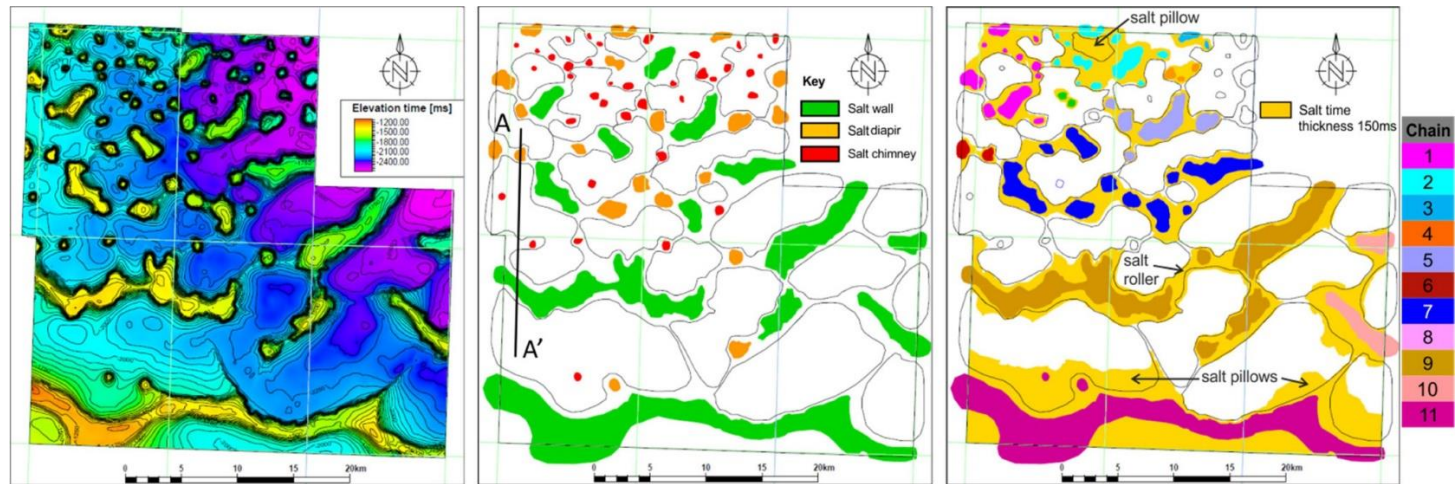 N
Elevation time [ms]
-1200.00
-1500.00
-1800.00
-2100.00
-2400.00
0 5 10 15 20km
N
Key
Salt wall
Salt diapir
Salt chimney
A
A'
0 5 10 15 20km
salt pillow
N
Salt time
thickness 150ms
salt
roller
salt pillows
0 5 10 15 20km
Chain
1
2
3
4
5
6
7
8
9
10
11